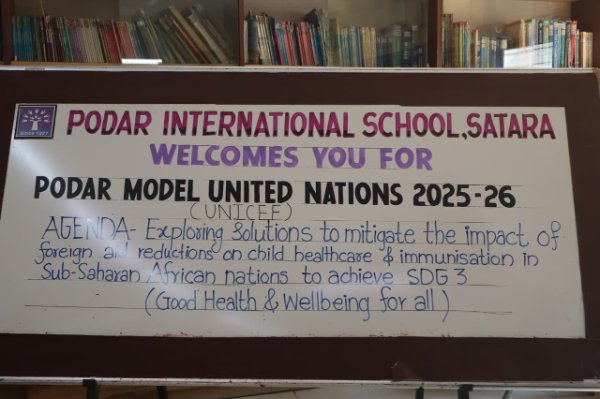 Since 1927
PODAR INTERNATIONAL SCHOOL,SATARA
WELCOMES YOU FOR
PODAR MODEL UNITED NATIONS 2025-26
(UNICEF)
AGENDA- Exploring Solutions to mitigate the impact of
foreign aid reductions on child healthcare & immunisation in
Sub-Saharan African nations to achieve SDG 3
(Good Health & Wellbeing for all)